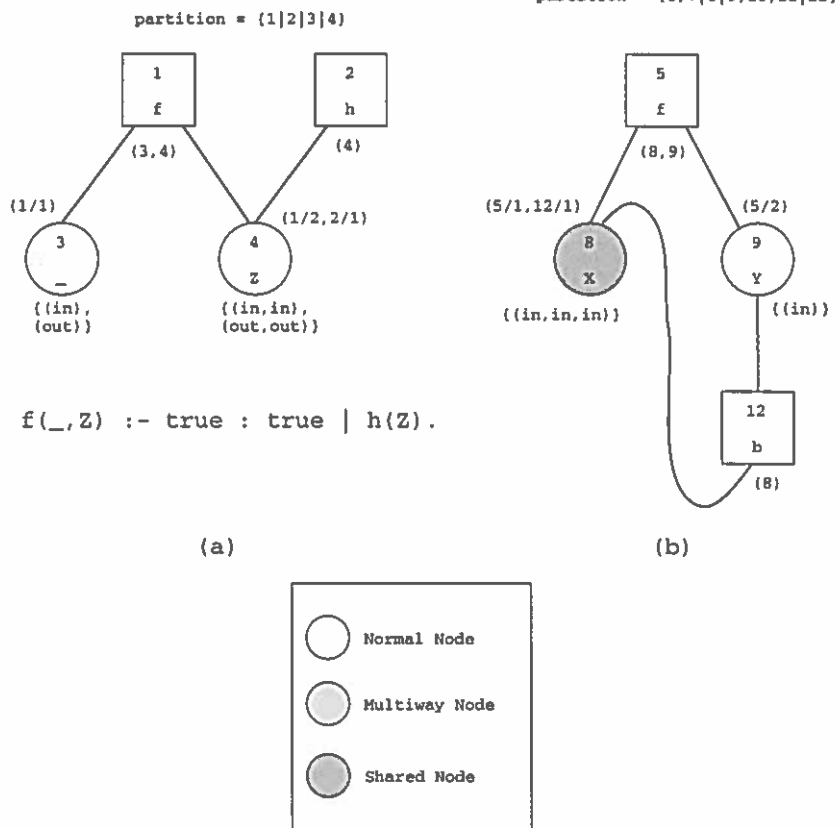 partition = (1|2|3|4)
1
f
2
h
(3,4)
(4)
(1/1)
(1/2,2/1)
3
_
4
Z
{(in),
(out)}
{(in,in),
(out,out)}
f(_,Z) :- true : true | h(Z).
(a)
5
f
(8,9)
(5/1,12/1)
(5/2)
8
X
9
Y
{(in,in,in)}
{(in)}
12
b
(8)
(b)
Normal Node
Multiway Node
Shared Node